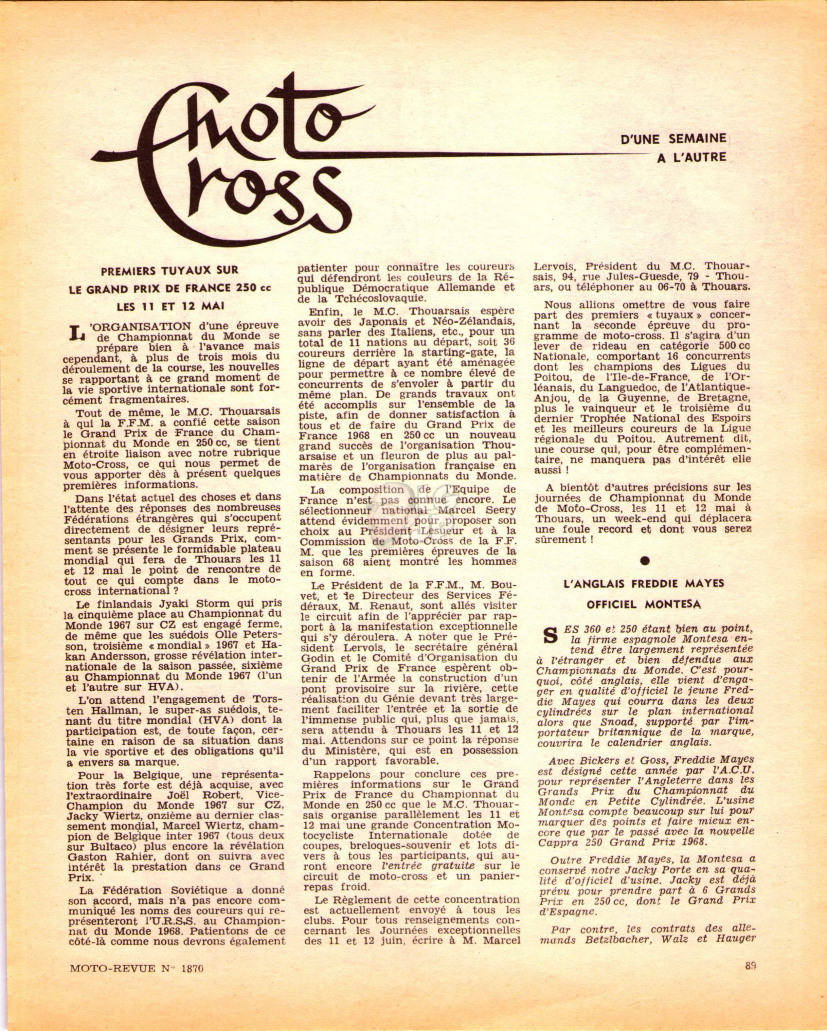 Moto
Cross
D'UNE SEMAINE
A L'AUTRE
PREMIERS TUYAUX SUR
LE GRAND PRIX DE FRANCE 250 cc
LES 11 ET 12 MAI
L'ORGANISATION d'une épreuve
de Championnat du Monde se
prépare bien à l'avance mais
cependant, à plus de trois mois du
déroulement de la course, les nouvelles
se rapportant à ce grand moment de
la vie sportive internationale sont for-
cément fragmentaires.
Tout de même, le M.C. Thouarsais
à qui la F.F.M. a confié cette saison
le Grand Prix de France du Cham-
pionnat du Monde en 250 cc, se tient
en étroite liaison avec notre rubrique
Moto-Cross, ce qui nous permet de
vous apporter dès à présent quelques
premières informations.
Dans l'état actuel des choses et dans
l'attente des réponses des nombreuses
Fédérations étrangères qui s'occupent
directement de désigner leurs repré-
sentants pour les Grands Prix, com-
ment se présente le formidable plateau
mondial qui fera de Thouars les 11
et 12 mai le point de rencontre de
tout ce qui compte dans le moto-
cross international ?
Le finlandais Jyaki Storm qui pris
la cinquième place au Championnat du
Monde 1967 sur CZ est engagé ferme,
de même que les suédois Olle Peters-
son, troisième « mondial » 1967 et Ha-
kan Andersson, grosse révélation inter-
nationale de la saison passée, sixième
au Championnat du Monde 1967 (l'un
et l'autre sur HVA).
L'on attend l'engagement de Tors-
ten Hallman, le super-as suédois, te-
nant du titre mondial (HVA) dont la
participation est, de toute façon, cer-
taine en raison de sa situation dans
la vie sportive et des obligations qu'il
a envers sa marque.
Pour la Belgique, une représenta-
tion très forte est déjà acquise, avec
l'extraordinaire Joël Robert, Vice-
Champion du Monde 1967 sur CZ,
Jacky Wiertz, onzième au dernier clas-
sement mondial, Marcel Wiertz, cham-
pion de Belgique inter 1967 (tous deux
sur Bultaco) plus encore la révélation
Gaston Rahier, dont on suivra avec
intérêt la prestation dans ce Grand
Prix.
La Fédération Soviétique a donné
son accord, mais n'a pas encore com-
muniqué les noms des coureurs qui re-
présenteront l'U.R.S.S. au Champion-
nat du Monde 1968. Patientons de ce
côté-là comme nous devrons également
patienter pour connaître les coureurs
qui défendront les couleurs de la Ré-
publique Démocratique Allemande et
de la Tchécoslovaquie.
Enfin, le M.C. Thouarsais espère
avoir des Japonais et Néo-Zélandais,
sans parler des Italiens, etc., pour un
total de 11 nations au départ, soit 36
coureurs derrière la starting-gate, la
ligne de départ ayant été aménagée
pour permettre à ce nombre élevé de
concurrents de s'envoler à partir du
même plan. De grands travaux ont
été accomplis sur l'ensemble de la
piste, afin de donner satisfaction à
tous et de faire du Grand Prix de
France 1968 en 250 cc un nouveau
grand succès de l'organisation Thou-
arsaise et un fleuron de plus au pal-
marès de l'organisation française en
matière de Championnats du Monde.
La composition de l'Equipe de
France n'est pas connue encore. Le
sélectionneur national Marcel Seery
attend évidemment pour proposer son
choix au Président Lesueur et à la
Commission de Moto-Cross de la F.F.
M. que les premières épreuves de la
saison 68 aient montré les hommes
en forme.
Le Président de la F.F.M., M. Bou-
vet, et le Directeur des Services Fé-
déraux, M. Renaut, sont allés visiter
le circuit afin de l'apprécier par rap-
port à la manifestation exceptionnelle
qui s'y déroulera. A noter que le Pré-
sident Lervois, le secrétaire général
Godin et le Comité d'Organisation du
Grand Prix de France espèrent ob-
tenir de l'Armée la construction d'un
pont provisoire sur la rivière, cette
réalisation du Génie devant très large-
ment faciliter l'entrée et la sortie de
l'immense public qui, plus que jamais,
sera attendu à Thouars les 11 et 12
mai. Attendons sur ce point la réponse
du Ministère, qui est en possession
d'un rapport favorable.
Rappelons pour conclure ces pre-
mières informations sur le Grand
Prix de France du Championnat du
Monde en 250 cc que le M.C. Thouar-
sais organise parallèlement les 11 et
12 mai une grande Concentration Mo-
tocycliste Internationale dotée de
coupes, breloques-souvenir et lots di-
vers à tous les participants, qui au-
ront encore l'entrée gratuite sur le
circuit de moto-cross et un panier-
repas froid.
Le Règlement de cette concentration
est actuellement envoyé à tous les
clubs. Pour tous renseignements con-
cernant les Journées exceptionnelles
des 11 et 12 juin, écrire à M. Marcel
Lervois, Président du M.C. Thouar-
sais, 94, rue Jules-Guesde, 79 - Thou-
ars, ou téléphoner au 06-70 à Thouars.
Nous allions omettre de vous faire
part des premiers « tuyaux » concer-
nant la seconde épreuve du pro-
gramme de moto-cross. Il s'agira d'un
lever de rideau en catégorie 500 cc
Nationale, comportant 16 concurrents
dont les champions des Ligues du
Poitou, de l'Ile-de-France, de l'Or-
léanais, du Languedoc, de l'Atlantique-
Anjou, de la Guyenne, de Bretagne,
plus le vainqueur et le troisième du
dernier Trophée National des Espoirs
et les meilleurs coureurs de la Ligue
régionale du Poitou. Autrement dit,
une course qui, pour être complémen-
taire, ne manquera pas d'intérêt elle
aussi !
A bientôt d'autres précisions sur les
journées de Championnat du Monde
de Moto-Cross, les 11 et 12 mai à
Thouars, un week-end qui déplacera
une foule record et dont vous serez
sûrement !
L'ANGLAIS FREDDIE MAYES
OFFICIEL MONTESA
SES 360 et 250 étant bien au point,
la firme espagnole Montesa en-
tend être largement représentée
à l'étranger et bien défendue aux
Championnats du Monde. C'est pour-
quoi, côté anglais, elle vient d'enga-
ger en qualité d'officiel le jeune Fred-
die Mayes qui courra dans les deux
cylindrées sur le plan international
alors que Snoad, supporté par l'im-
portateur britannique de la marque,
couvrira le calendrier anglais.
Avec Bickers et Goss, Freddie Mayes
est désigné cette année par l'A.C.U.
pour représenter l'Angleterre dans les
Grands Prix du Championnat du
Monde en Petite Cylindrée. L'usine
Montesa compte beaucoup sur lui pour
marquer des points et faire mieux en-
core que par le passé avec la nouvelle
Cappra 250 Grand Prix 1968.
Outre Freddie Mayes, la Montesa a
conservé notre Jacky Porte en sa qua-
lité d'officiel d'usine. Jacky est déjà
prévu pour prendre part à 6 Grands
Prix en 250 cc, dont le Grand Prix
d'Espagne.
Par contre, les contrats des alle-
mands Betzlbacher, Walz et Hauger
MOTO-REVUE N° 1870
89